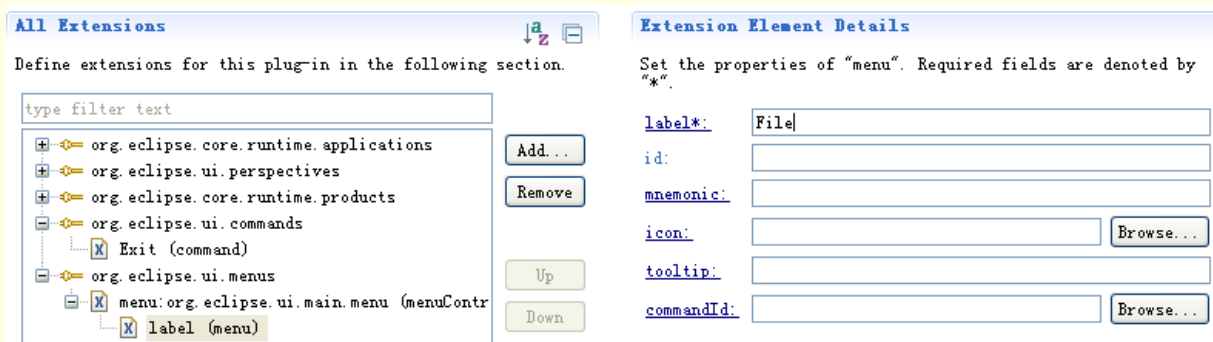 All Extensions
Define extensions for this plug-in in the following section.
type filter text
org.eclipse.core.runtime.applications
org.eclipse.ui.perspectives
org.eclipse.core.runtime.products
org.eclipse.ui.commands
Exit (command)
org.eclipse.ui.menus
menu:org.eclipse.ui.main.menu (menuContr
label (menu)
Add...
Remove
Up
Down
Extension Element Details
Set the properties of "menu". Required fields are denoted by
"*".
label*: File
id:
mnemonic:
icon: Browse...
tooltip:
commandId: Browse...